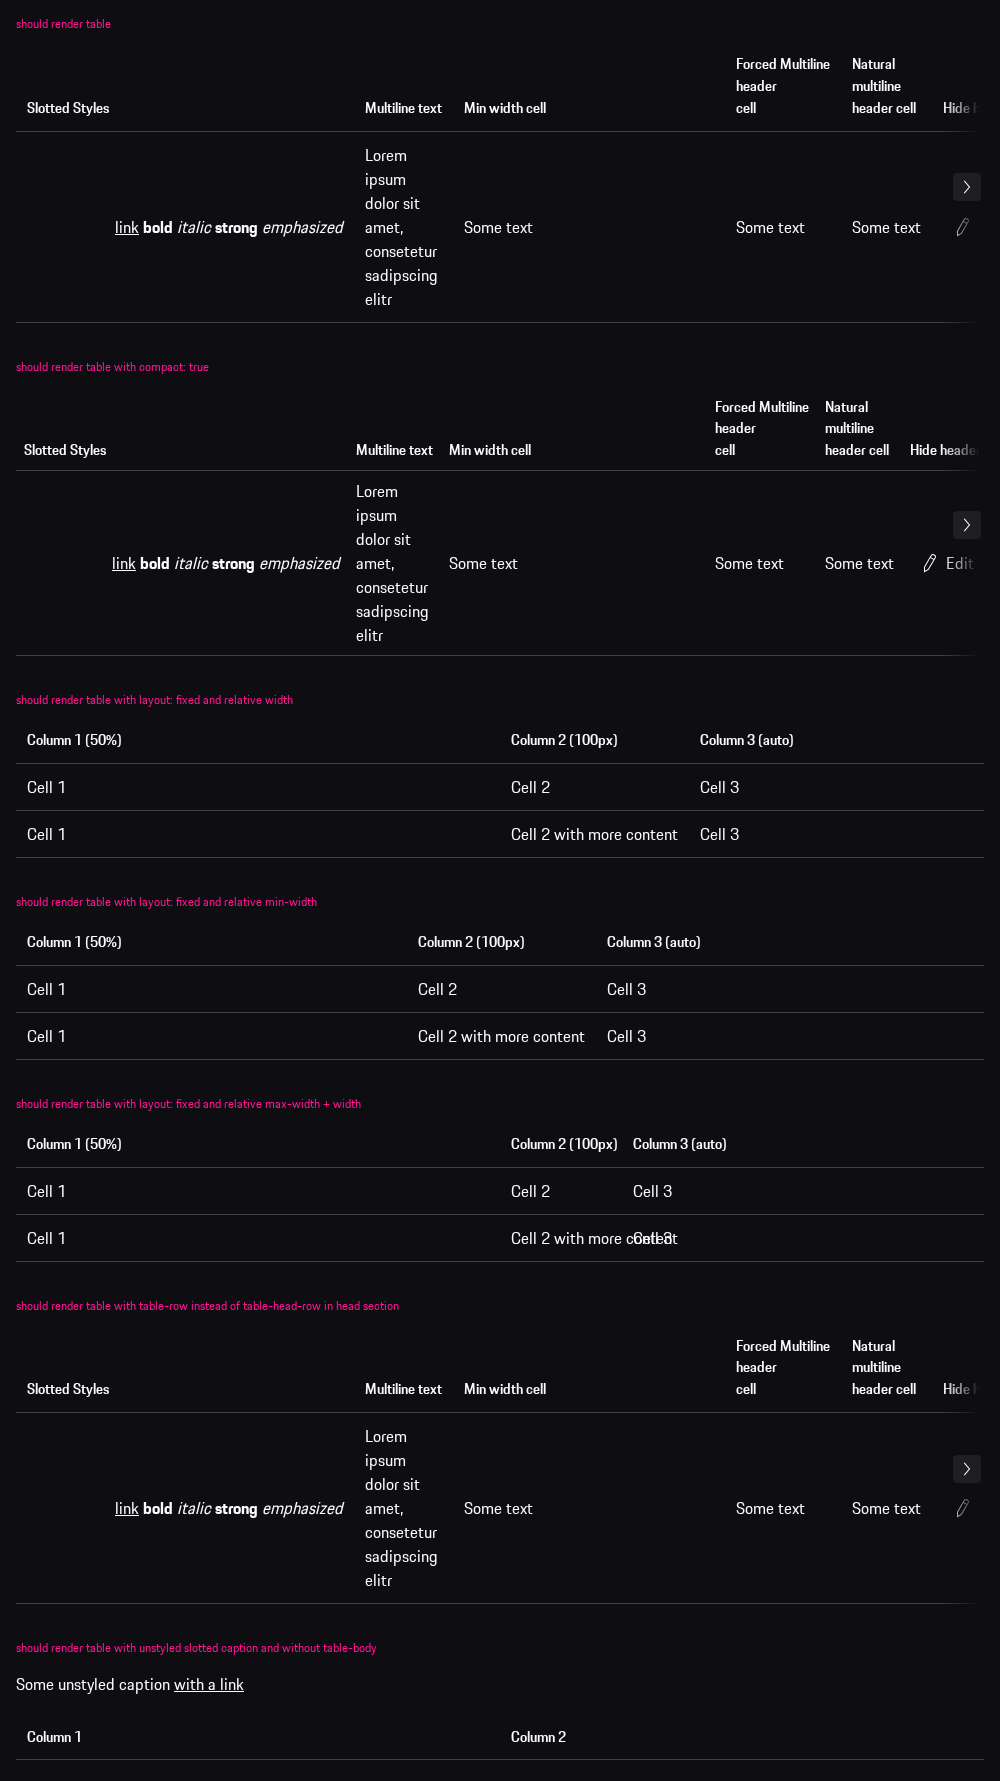 should render table
Forced Multiline Natural
header multiline
Slotted Styles Multiline text Min width cell cell header cell Hide
Lorem
ipsum
dolor sit
link bold italic strong emphasized amet, Some text Some text Some text
consetetur
sadipscing
elitr
should render table with compact: true
Forced Multiline Natural
header multiline
Slotted Styles Multiline text Min width cell cell header cell Hide header
Lorem
ipsum
dolor sit
link bold italic strong emphasized amet, Some text Some text Some text Edit
consetetur
sadipscing
elitr
should render table with layout: fixed and relative width
Column 1 (50%) Column 2 (100px) Column 3 (auto)
Cell 1 Cell 2 Cell 3
Cell 1 Cell 2 with more content Cell 3
should render table with layout: fixed and relative min-width
Column 1 (50%) Column 2 (100px) Column 3 (auto)
Cell 1 Cell 2 Cell 3
Cell 1 Cell 2 with more content Cell 3
should render table with layout: fixed and relative max-width + width
Column 1 (50%) Column 2 (100px) Column 3 (auto)
Cell 1 Cell 2 Cell 3
Cell 1 Cell 2 with more content Cell 3
should render table with table-row instead of table-head-row in head section
Forced Multiline Natural
header multiline
Slotted Styles Multiline text Min width cell cell header cell Hide
Lorem
ipsum
dolor sit
link bold italic strong emphasized amet, Some text Some text Some text
consetetur
sadipscing
elitr
should render table with unstyled slotted caption and without table-body
Some unstyled caption with a link
Column 1 Column 2